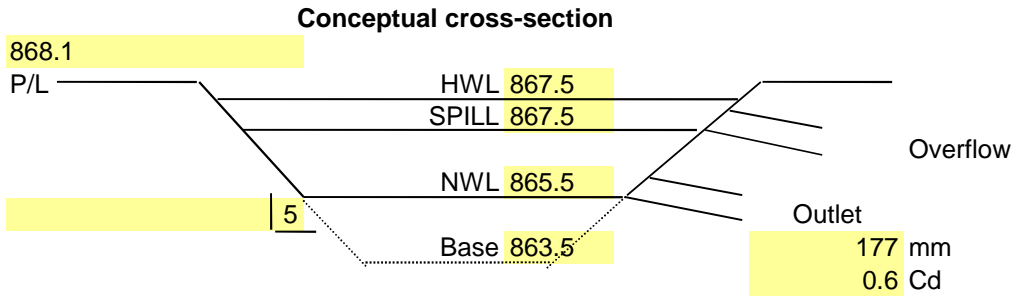 Conceptual cross-section
868.1
P/L
HWL 867.5
SPILL 867.5
Overflow
NWL 865.5
5
Outlet
Base 863.5
177 mm
0.6 Cd